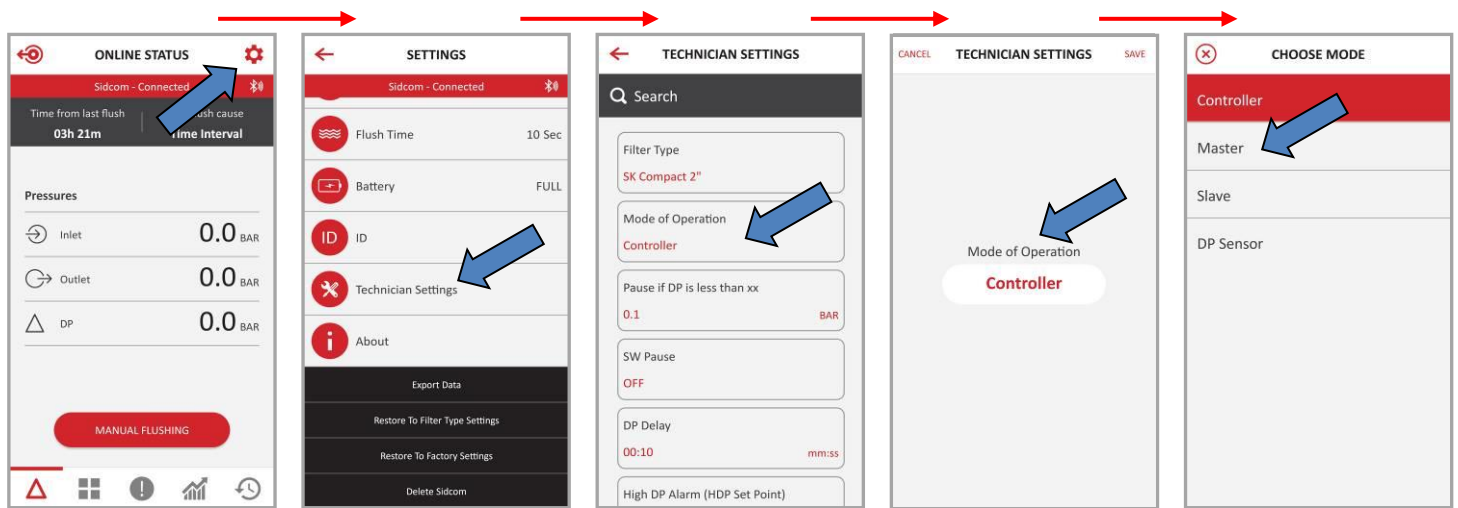 ONLINE STATUS
Sidcom - Connected
Time from last flush
cause
03h 21m
Time Interval
Pressures
Inlet
0.0 BAR
Outlet
0.0 BAR
DP
0.0 BAR
MANUAL FLUSHING
SETTINGS
Sidcom - Connected
Flush Time
10 Sec
Battery
FULL
ID
ID
Technician Settings
About
Export Data
Restore To Filter Type Settings
Restore To Factory Settings
Delete Sidcom
TECHNICIAN SETTINGS
Search
Filter Type
SK Compact 2"
Mode of Operation
Controller
Pause if DP is less than xx
0.1
BAR
SW Pause
OFF
DP Delay
00:10
mm:ss
High DP Alarm (HDP Set Point)
CANCEL
TECHNICIAN SETTINGS
SAVE
Mode of Operation
Controller
CHOOSE MODE
Controller
Master
Slave
DP Sensor